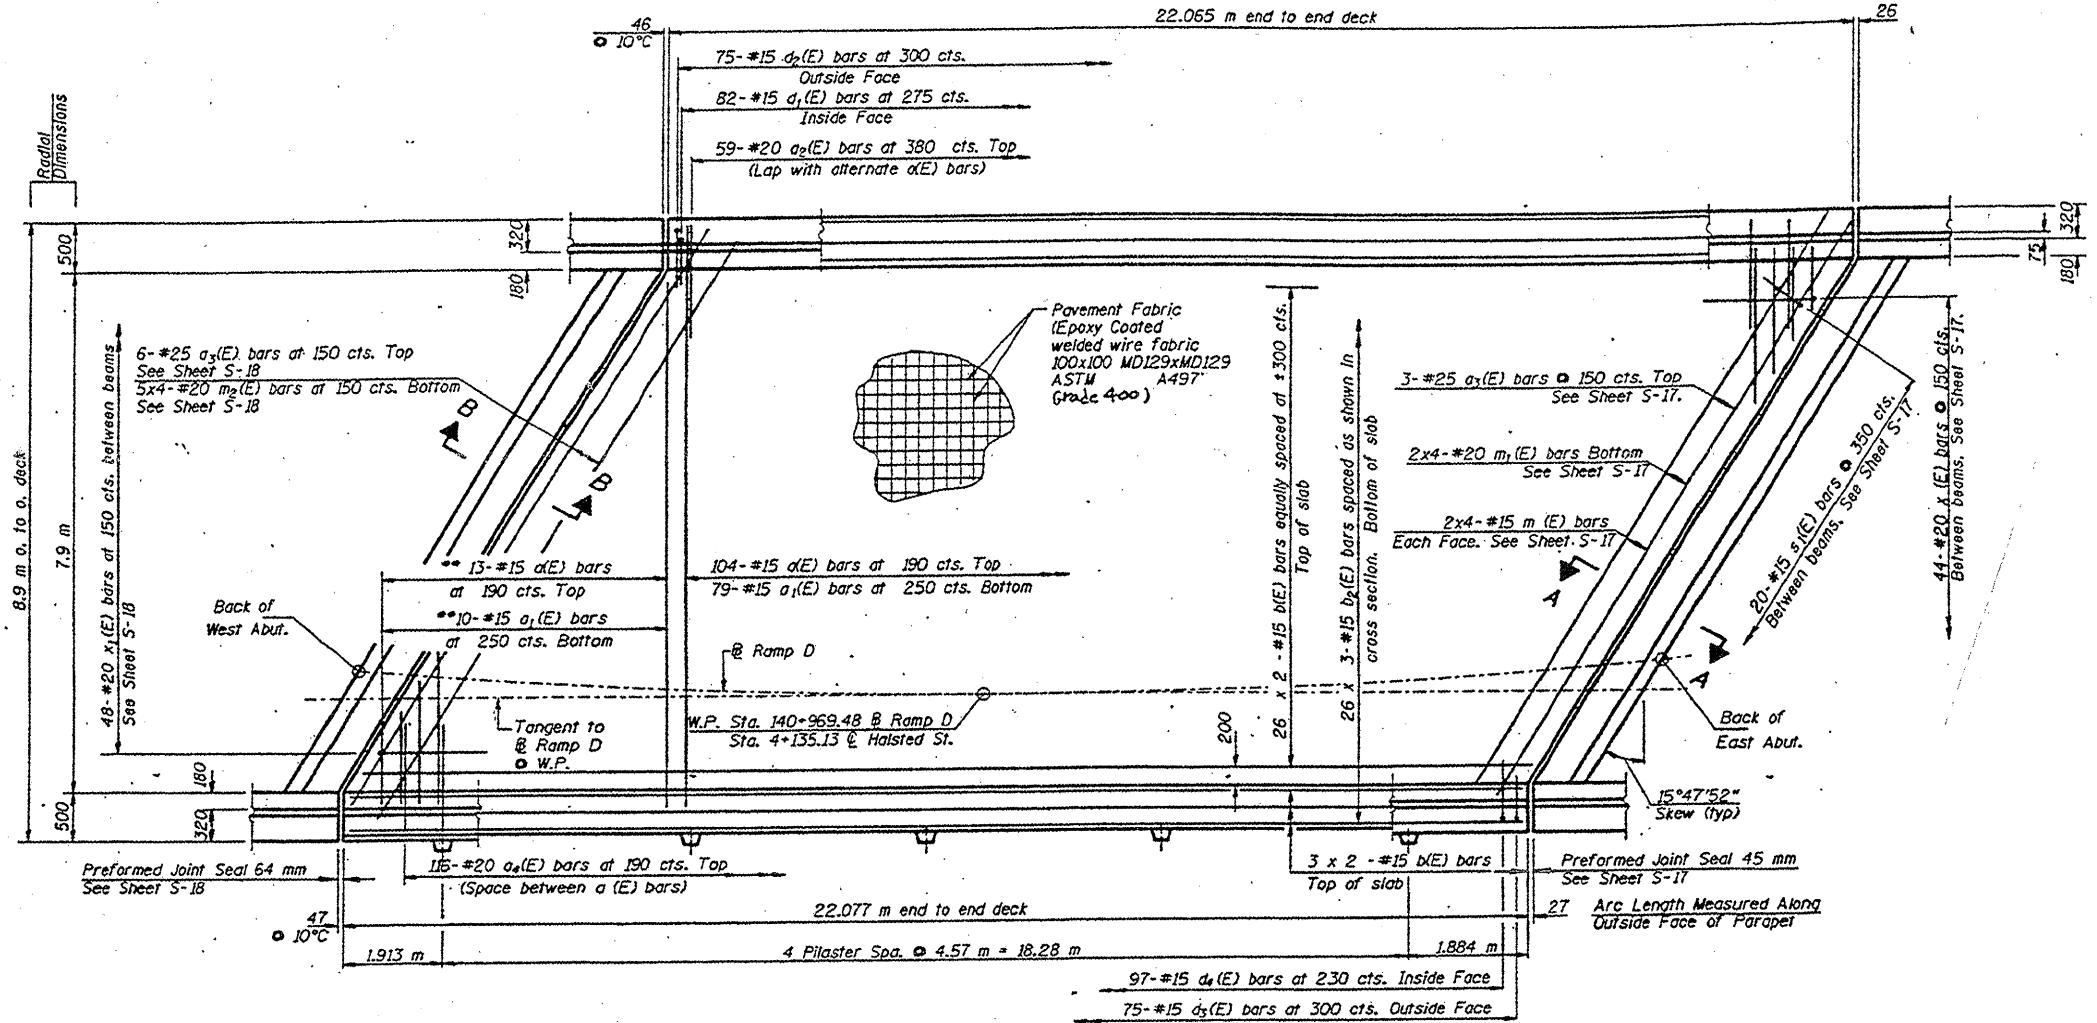 22.065 m end to end deck
46
@ 10°C
26
75-#15 d2(E) bars at 300 cts.
Outside Face
82-#15 d1(E) bars at 275 cts.
Inside Face
59-#20 a2(E) bars at 380 cts. Top
(Lap with alternate a(E) bars)
Radial
Dimensions
8.9 m o. to o. deck
500
7.9 m
500
320
180
320
75
180
6-#25 a3(E) bars at 150 cts. Top
See Sheet S-18
5x4-#20 m2(E) bars at 150 cts. Bottom
See Sheet S-18
48-#20 x1(E) bars at 150 cts. between beams
See Sheet S-18
B
B
Pavement Fabric
(Epoxy Coated
welded wire fabric
100x100 MD129xMD129
ASTM A497
Grade 400)
26 x 2 -#15 b(E) bars equally spaced at ±300 cts.
Top of slab
26 x 3-#15 b2(E) bars spaced as shown in
cross section. Bottom of slab
3-#25 a3(E) bars @ 150 cts. Top
See Sheet S-17.
2x4-#20 m1(E) bars Bottom
See Sheet S-17
2x4-#15 m (E) bars
Each Face. See Sheet S-17
A
A
20-#15 s1(E) bars @ 350 cts.
Between beams. See Sheet S-17
44-#20 x (E) bars @ 150 cts.
Between beams. See Sheet S-17.
** 13-#15 a(E) bars
at 190 cts. Top
**10-#15 a1(E) bars
at 250 cts. Bottom
104-#15 a(E) bars at 190 cts. Top
79-#15 a1(E) bars at 250 cts. Bottom
Back of
West Abut.
℄ Ramp D
Tangent to
℄ Ramp D
@ W.P.
W.P. Sta. 140+969.48 ℄ Ramp D
Sta. 4+135.13 ℄ Halsted St.
200
Back of
East Abut.
15°47'52"
Skew (typ)
180
320
Preformed Joint Seal 64 mm
See Sheet S-18
116-#20 a4(E) bars at 190 cts. Top
(Space between a (E) bars)
3 x 2 -#15 b(E) bars
Top of slab
Preformed Joint Seal 45 mm
See Sheet S-17
47
@ 10°C
22.077 m end to end deck
27
Arc Length Measured Along
Outside Face of Parapet
1.913 m
4 Pilaster Spa. @ 4.57 m = 18.28 m
1.884 m
97-#15 d4(E) bars at 230 cts. Inside Face
75-#15 d3(E) bars at 300 cts. Outside Face